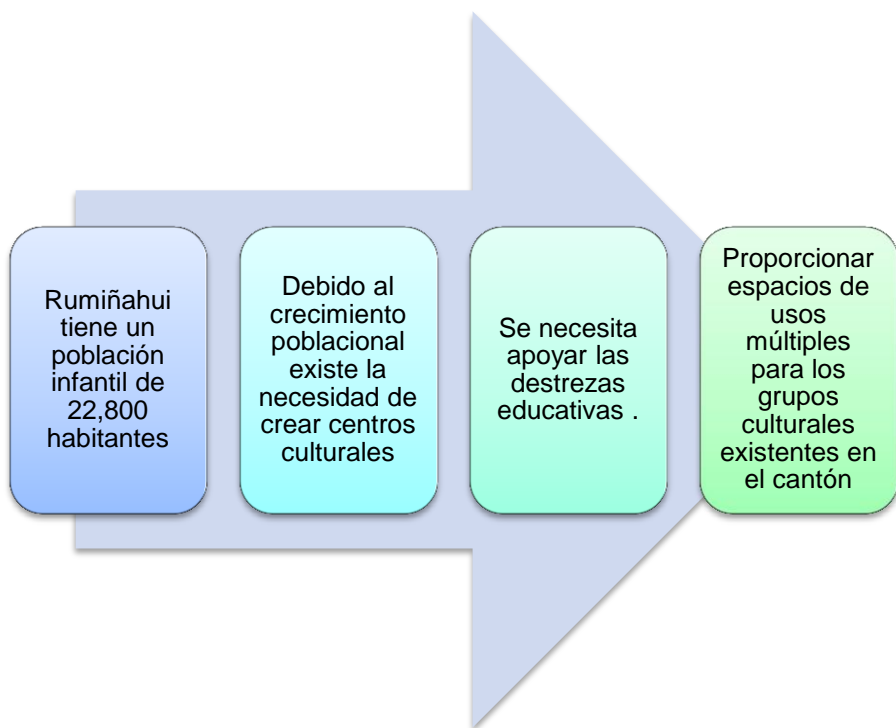 Rumiñahui
tiene un
población
infantil de
22,800
habitantes
Debido al
crecimiento
poblacional
existe la
necesidad de
crear centros
culturales
Se necesita
apoyar las
destrezas
educativas .
Proporcionar
espacios de
usos
múltiples
para los
grupos
culturales
existentes en
el cantón